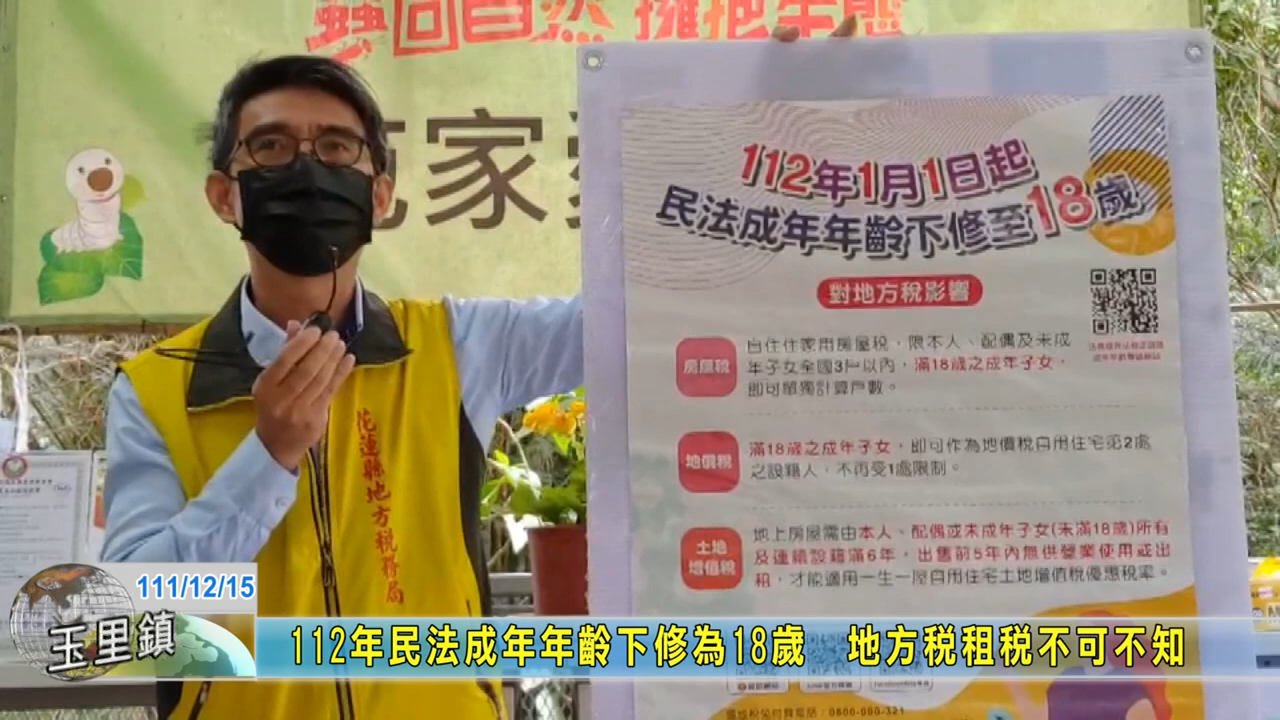 蟲回自然 擁抱生態
家
112年1月1日起
民法成年年齡下修至18歲
對地方稅影響
房屋稅
自住住家用房屋稅，限本人、配偶及未成
年子女全國3戶以內，滿18歲之成年子女，
即可單獨計算戶數。
地價稅
滿18歲之成年子女，即可作為地價稅自用住宅第2處
之設籍人，不再受1處限制。
土地
增值稅
地上房屋需由本人、配偶或未成年子女(未滿18歲)所有
及連續設籍滿6年，出售前5年內無供營業使用或出
租，才能適用一生一屋自用住宅土地增值稅優惠稅率。
花蓮縣地方稅務局
111/12/15
玉里鎮
112年民法成年年齡下修為18歲 地方稅租稅不可不知
0800-000-321